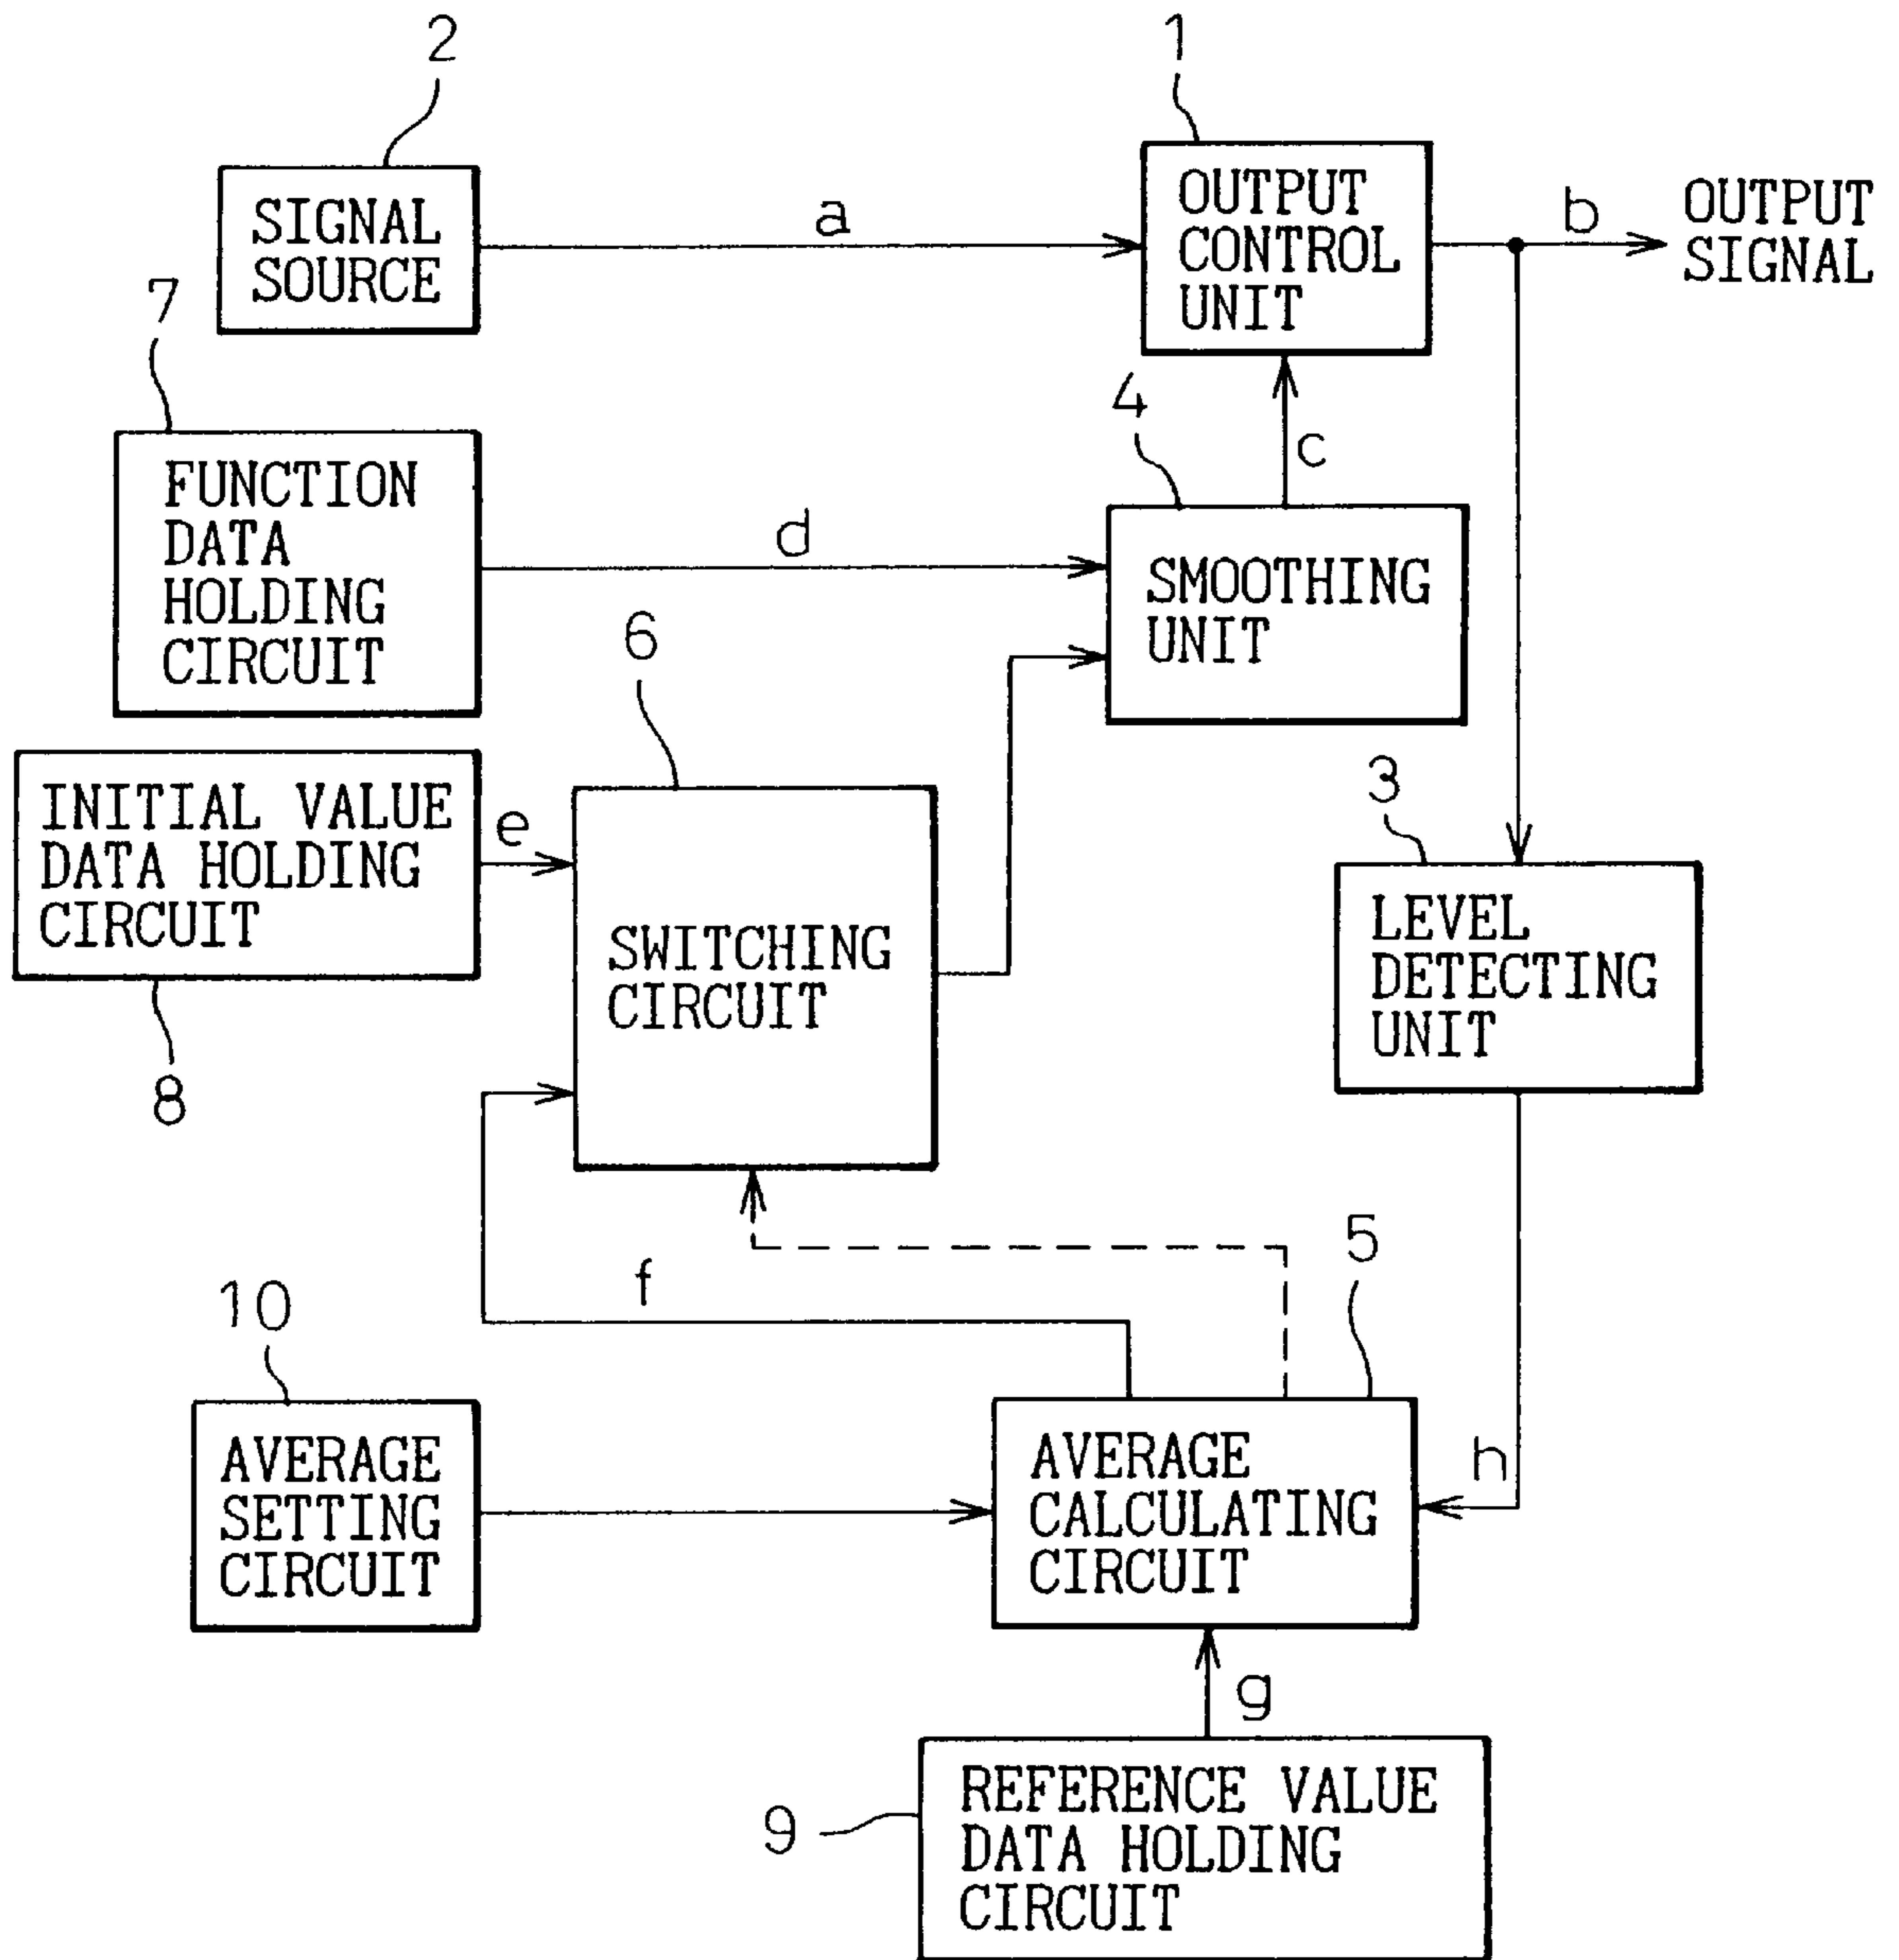 2
1
SIGNAL
SOURCE
a
OUTPUT
CONTROL
UNIT
b
OUTPUT
SIGNAL
7
4
c
FUNCTION
DATA
HOLDING
CIRCUIT
d
SMOOTHING
UNIT
6
3
INITIAL VALUE
DATA HOLDING
CIRCUIT
e
8
SWITCHING
CIRCUIT
LEVEL
DETECTING
UNIT
f
5
h
10
AVERAGE
SETTING
CIRCUIT
AVERAGE
CALCULATING
CIRCUIT
g
9
REFERENCE VALUE
DATA HOLDING
CIRCUIT